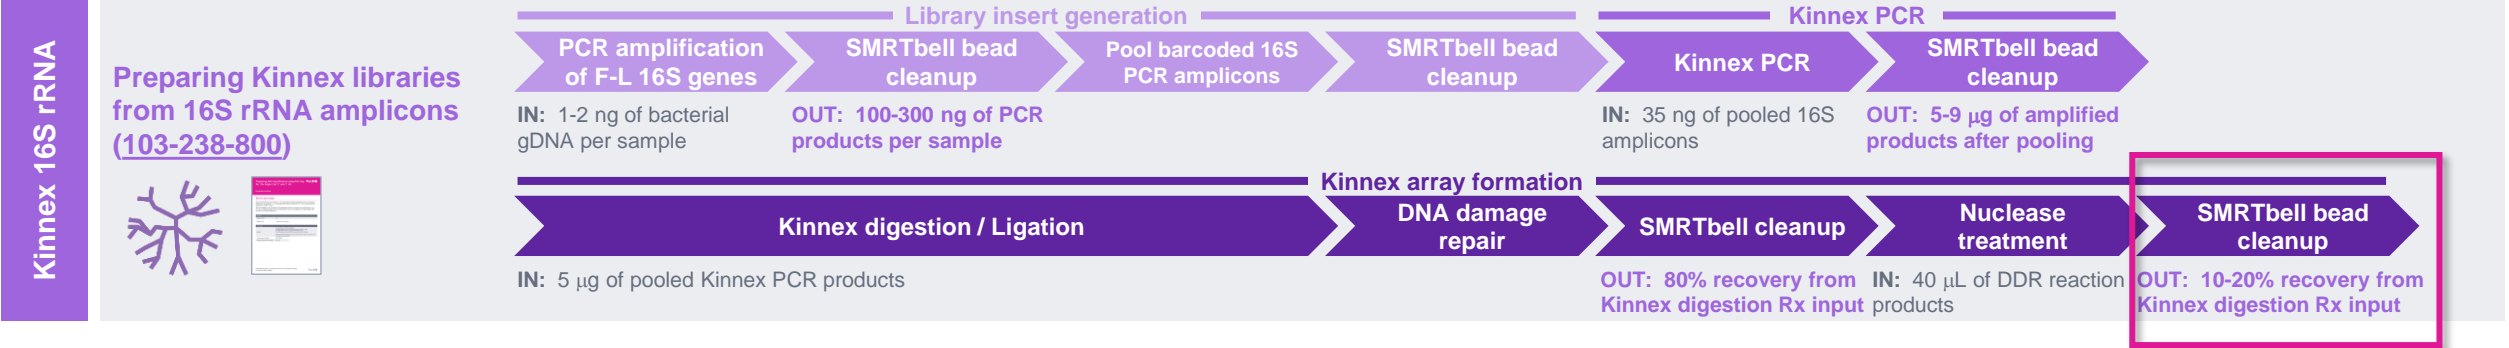 Kinnex 16S rRNA
Preparing Kinnex libraries
from 16S rRNA amplicons
(103-238-800)
Library insert generation
PCR amplification
of F-L 16S genes
SMRTbell bead
cleanup
Pool barcoded 16S
PCR amplicons
SMRTbell bead
cleanup
IN: 1-2 ng of bacterial
gDNA per sample
OUT: 100-300 ng of PCR
products per sample
Kinnex PCR
Kinnex PCR
SMRTbell bead
cleanup
IN: 35 ng of pooled 16S
amplicons
OUT: 5-9 μg of amplified
products after pooling
Kinnex array formation
Kinnex digestion / Ligation
DNA damage
repair
SMRTbell cleanup
Nuclease
treatment
SMRTbell bead
cleanup
IN: 5 μg of pooled Kinnex PCR products
OUT: 80% recovery from
Kinnex digestion Rx input
IN: 40 μL of DDR reaction
products
OUT: 10-20% recovery from
Kinnex digestion Rx input